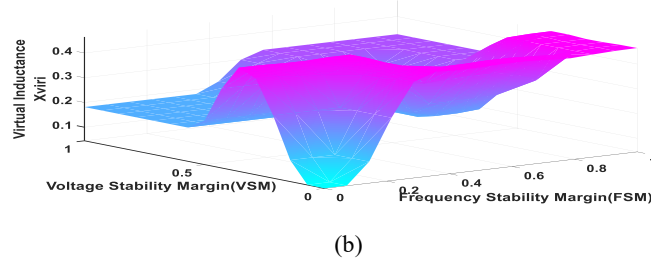 Virtual Inductance
Xviri
0.4
0.3
0.2
0.1
1
0.5
0
Voltage Stability Margin(VSM)
0
0.2
0.4
0.6
0.8
Frequency Stability Margin(FSM)
(b)